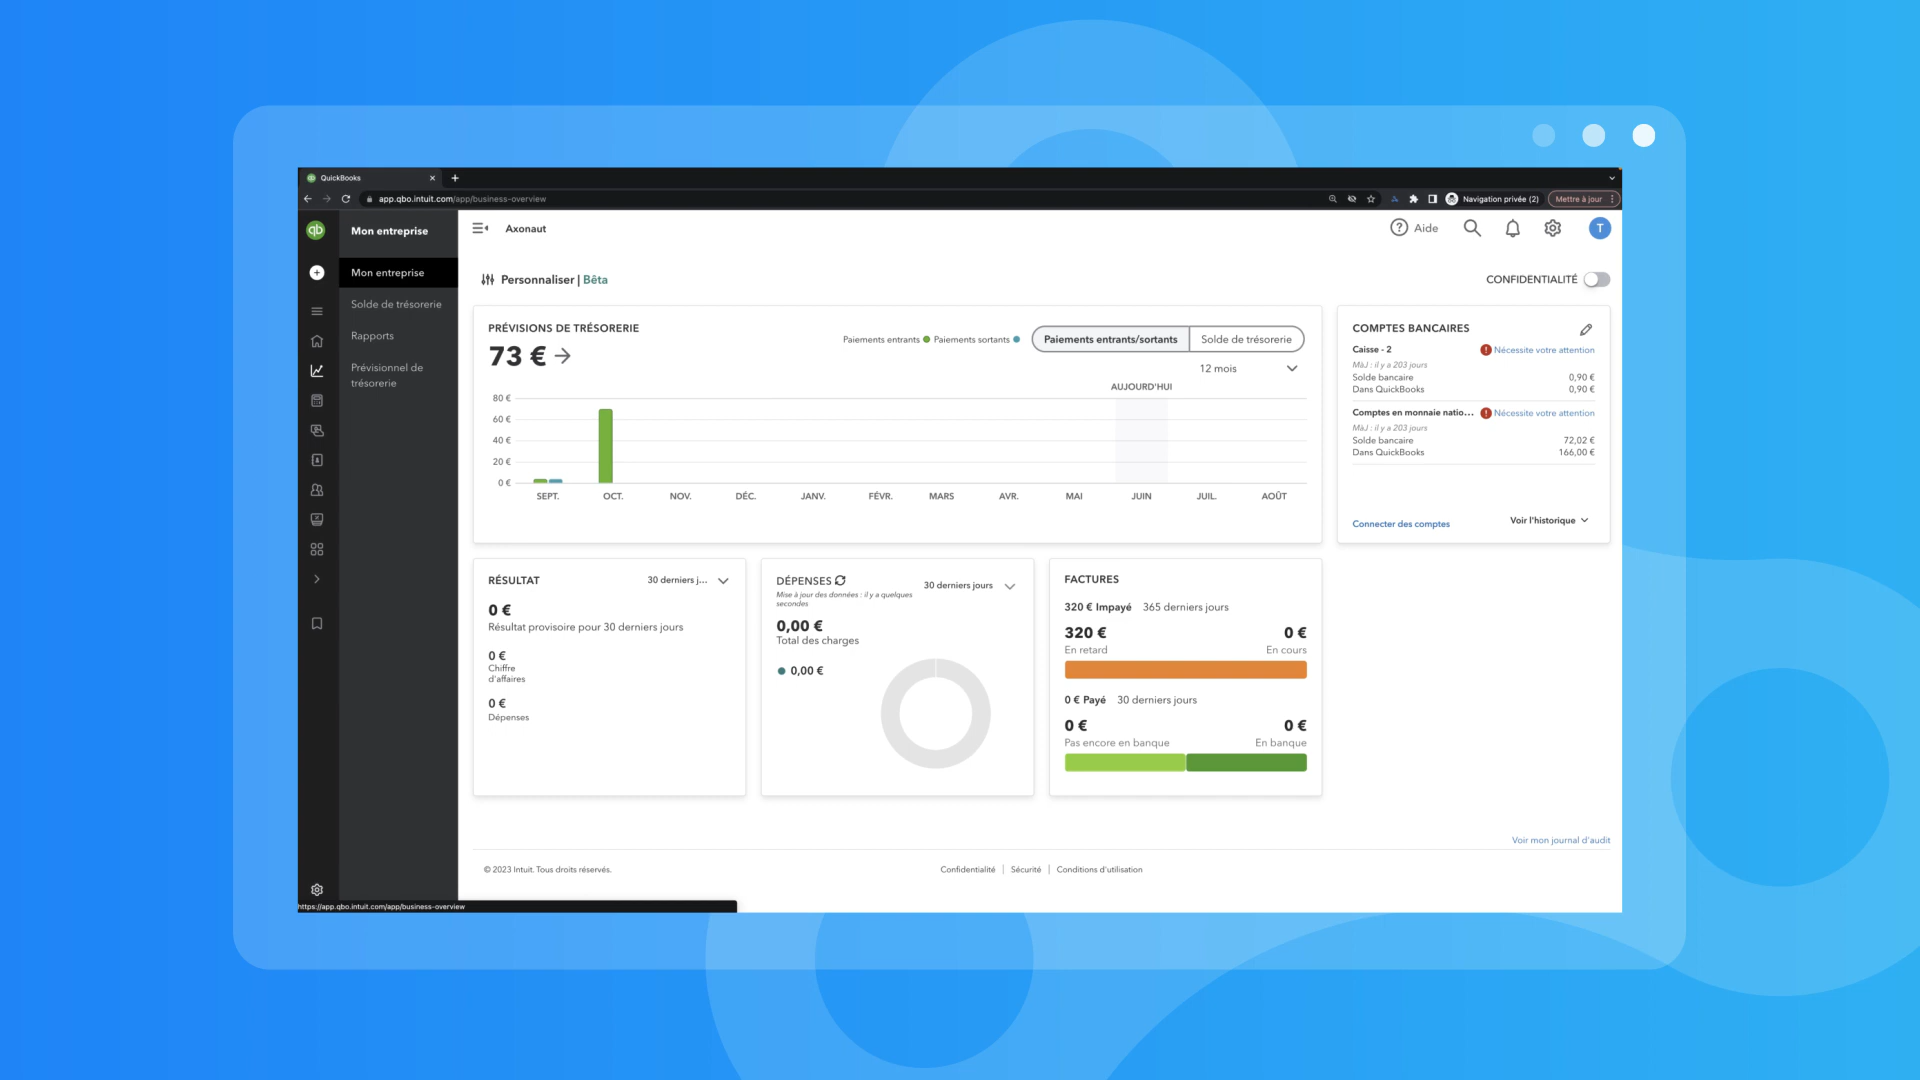 QuickBooks
app.qbo.intuit.com/app/business-overview
Navigation privée (2)
Mettre à jour
qb
Mon entreprise
Mon entreprise
Solde de trésorerie
Rapports
Prévisionnel de
trésorerie
Axonaut
Aide
T
Personnaliser | Bêta
CONFIDENTIALITÉ
PRÉVISIONS DE TRÉSORERIE
73 €
Paiements entrants
Paiements sortants
Paiements entrants/sortants
Solde de trésorerie
12 mois
AUJOURD'HUI
80 €
60 €
40 €
20 €
0 €
SEPT. OCT. NOV. DÉC. JANV. FÉVR. MARS AVR. MAI JUIN JUIL. AOÛT
COMPTES BANCAIRES
Caisse - 2
Nécessite votre attention
MàJ : il y a 203 jours
Solde bancaire 0,90 €
Dans QuickBooks 0,90 €
Comptes en monnaie natio...
Nécessite votre attention
MàJ : il y a 203 jours
Solde bancaire 72,02 €
Dans QuickBooks 166,00 €
Connecter des comptes
Voir l'historique
RÉSULTAT
30 derniers j...
0 €
Résultat provisoire pour 30 derniers jours
0 €
Chiffre
d'affaires
0 €
Dépenses
DÉPENSES
30 derniers jours
Mise à jour des données : il y a quelques
secondes
0,00 €
Total des charges
0,00 €
FACTURES
320 € Impayé 365 derniers jours
320 € 0 €
En retard En cours
0 € Payé 30 derniers jours
0 € 0 €
Pas encore en banque En banque
Voir mon journal d'audit
© 2023 Intuit. Tous droits réservés.
Confidentialité | Sécurité | Conditions d'utilisation
https://app.qbo.intuit.com/app/business-overview